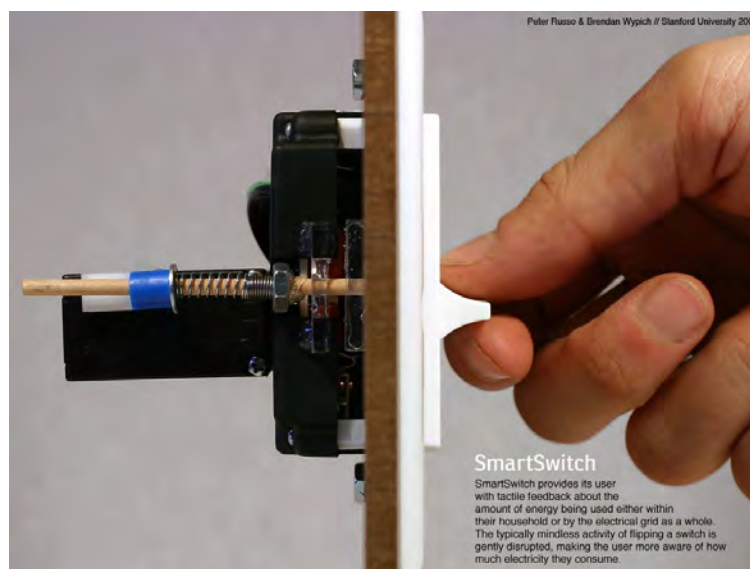 Peter Russo & Brendan Wypich // Stanford University
SmartSwitch
SmartSwitch provides its user
with tactile feedback about the
amount of energy being used either within
their household or by the electrical grid as a whole.
The typically mindless activity of flipping a switch is
gently disrupted, making the user more aware of how
much electricity they consume.